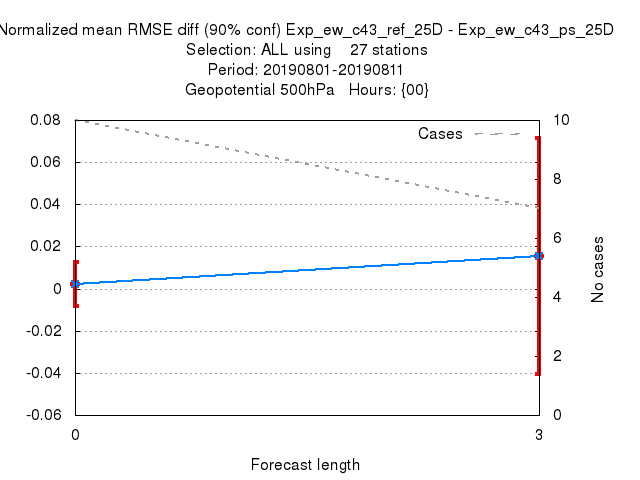 Normalized mean RMSE diff (90% conf) Exp_ew_c43_ref_25D - Exp_ew_c43_ps_25D
Selection: ALL using 27 stations
Period: 20190801-20190811
Geopotential 500hPa Hours: {00}
Cases
0.08
0.06
0.04
0.02
0
-0.02
-0.04
-0.06
10
8
6
4
2
0
No cases
0 3
Forecast length